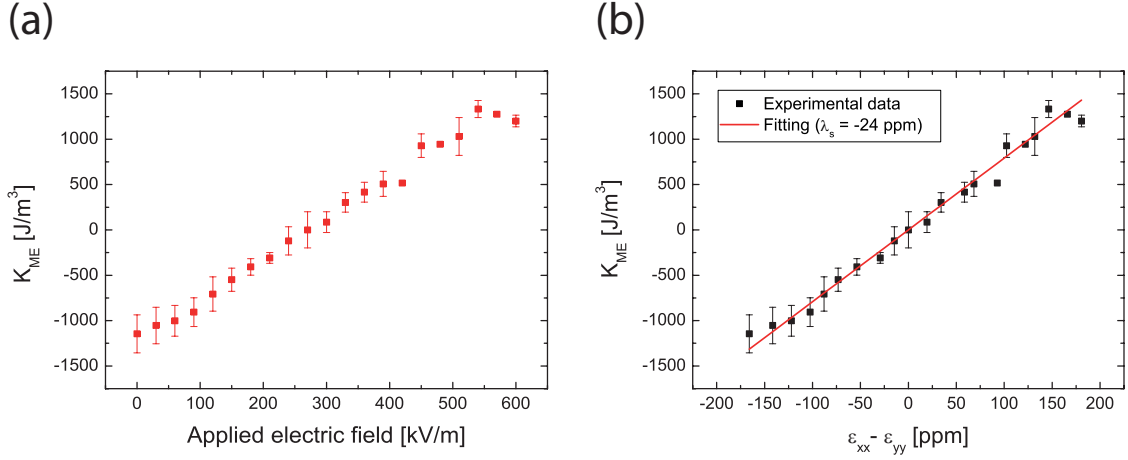 (a)
K_ME [J/m^3]
1500
1000
500
0
-500
-1000
-1500
0 100 200 300 400 500 600
Applied electric field [kV/m]
(b)
K_ME [J/m^3]
1500
1000
500
0
-500
-1000
-1500
Experimental data
Fitting (λ_s = -24 ppm)
-200 -150 -100 -50 0 50 100 150 200
ε_xx - ε_yy [ppm]